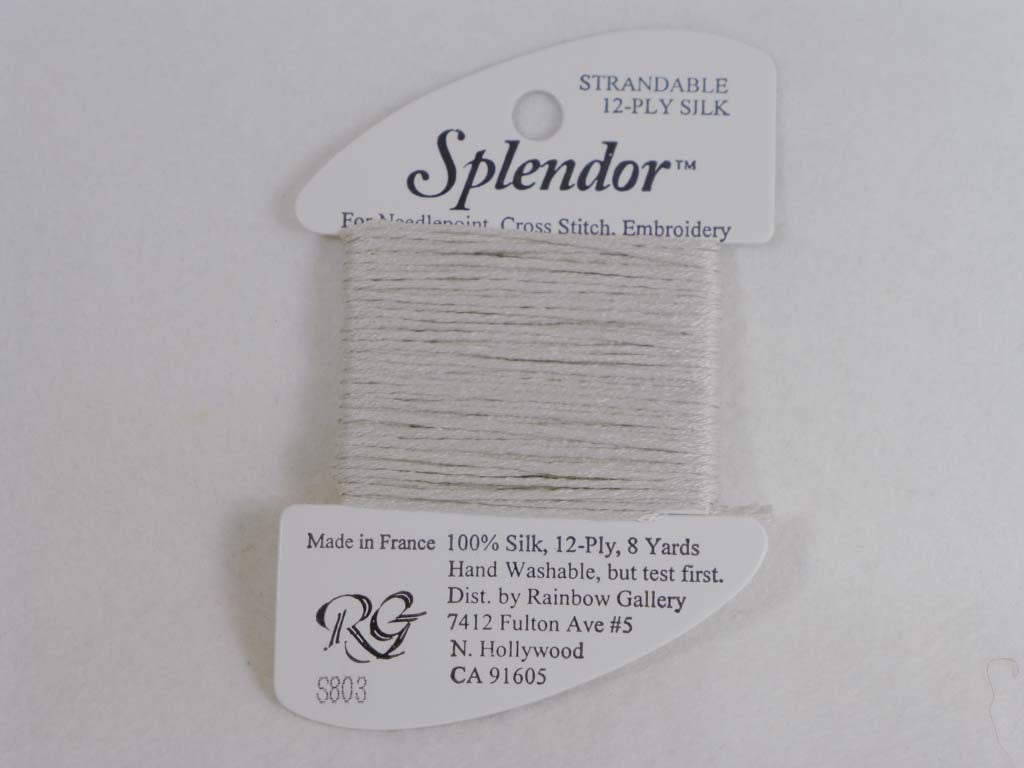 STRANDABLE
12-PLY SILK
Splendor™
For Needlepoint, Cross Stitch, Embroidery
Made in France
100% Silk, 12-Ply, 8 Yards
Hand Washable, but test first.
Dist. by Rainbow Gallery
7412 Fulton Ave #5
N. Hollywood
CA 91605
RG
S803